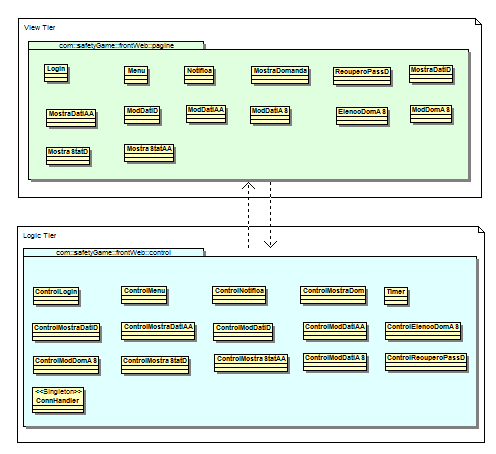 View Tier
com::safetyGame::frontWeb::pagine
Login
Menu
Notifica
MostraDomanda
RecuperoPassD
MostraDatiD
MostraDatiAA
ModDatiD
ModDatiAA
ModDatiA S
ElencoDomA S
ModDomA S
Mostra StatD
Mostra StatAA
Logic Tier
com::safetyGame::frontWeb::control
ControlLogin
ControlMenu
ControlNotifica
ControlMostraDom
Timer
ControlMostraDatiD
ControlMostraDatiAA
ControlModDatiD
ControlModDatiAA
ControlElencoDomA S
ControlModDomA S
ControlMostra StatD
ControlMostra StatAA
ControlModDatiA S
ControlRecuperoPassD
<<Singleton>>
ConnHandler